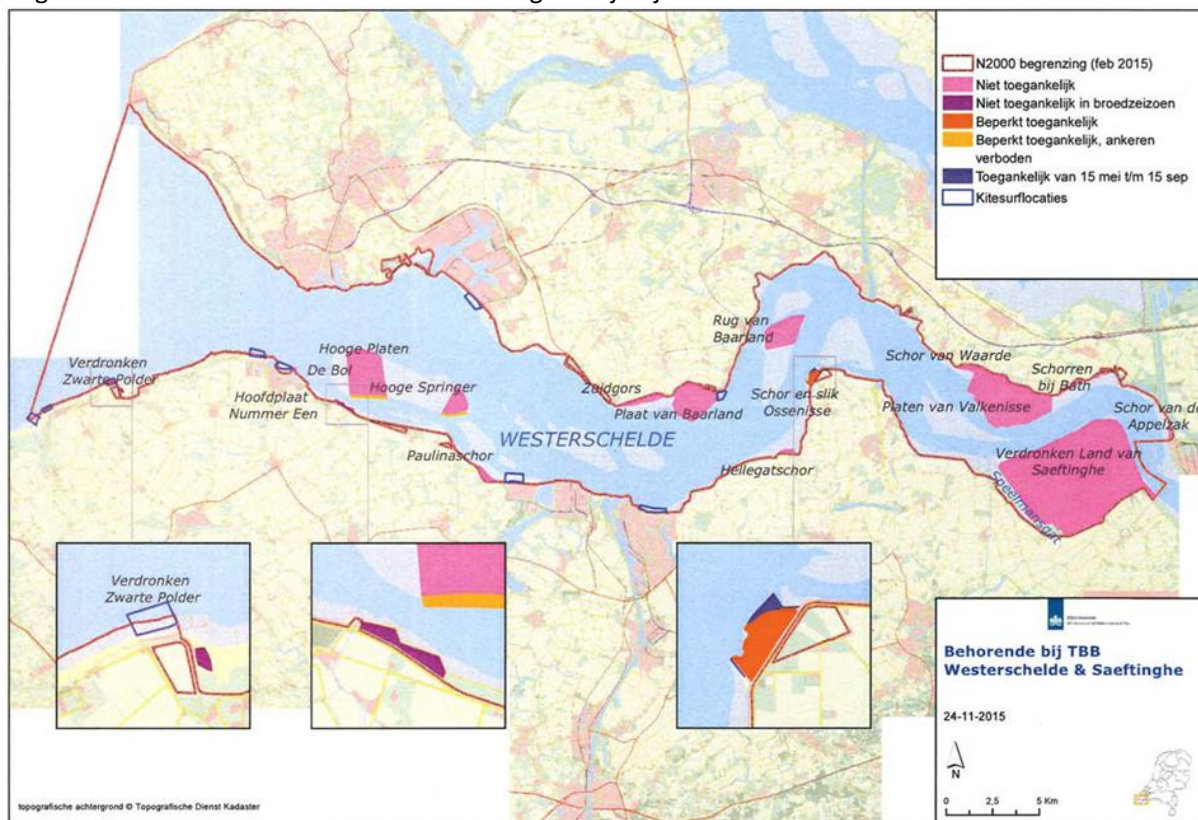 N2000 begrenzing (feb 2015)
Niet toegankelijk
Niet toegankelijk in broedzeizoen
Beperkt toegankelijk
Beperkt toegankelijk, ankeren
verboden
Toegankelijk van 15 mei t/m 15 sep
Kitesurflocaties
Rug van
Baarland
Hooge Platen
Verdronken
Zwarte Polder
De Bol
Schor van Waarde
Schorren
bij Bath
Zuidgors
Hooge Springer
Hoofdplaat
Nummer Een
Schor en slik
Ossenisse
Plaat van Baarland
Platen van Valkenisse
Schor van de
Appelzak
WESTERSCHELDE
Paulinaschor
Hellegatschor
Verdronken Land van
Saeftinghe
Speelmansgat
Verdronken
Zwarte Polder
Behorende bij TBB
Westerschelde & Saeftinghe
24-11-2015
N
0 2,5 5 Km
topografische achtergrond © Topografische Dienst Kadaster